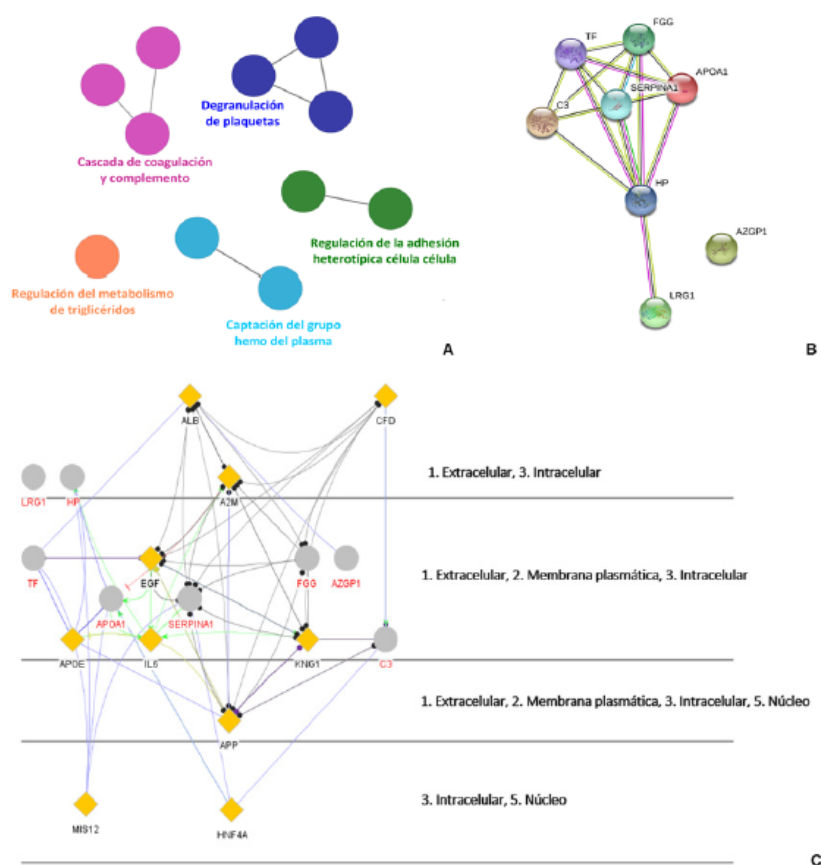 Degranulación
de plaquetas
Cascada de coagulación
y complemento
Regulación de la adhesión
heterotípica célula célula
Regulación del metabolismo
de triglicéridos
Captación del grupo
hemo del plasma
A
FGG
TF
APOA1
SERPINA1
C3
HP
AZGP1
LRG1
B
ALB
CFD
1. Extracelular, 3. Intracelular
LRG1
HP
A2M
1. Extracelular, 2. Membrana plasmática, 3. Intracelular
TF
EGF
FGG
AZGP1
APOA1
SERPINA1
APOE
IL6
KNG1
C3
1. Extracelular, 2. Membrana plasmática, 3. Intracelular, 5. Núcleo
APP
3. Intracelular, 5. Núcleo
MIS12
HNF4A
C